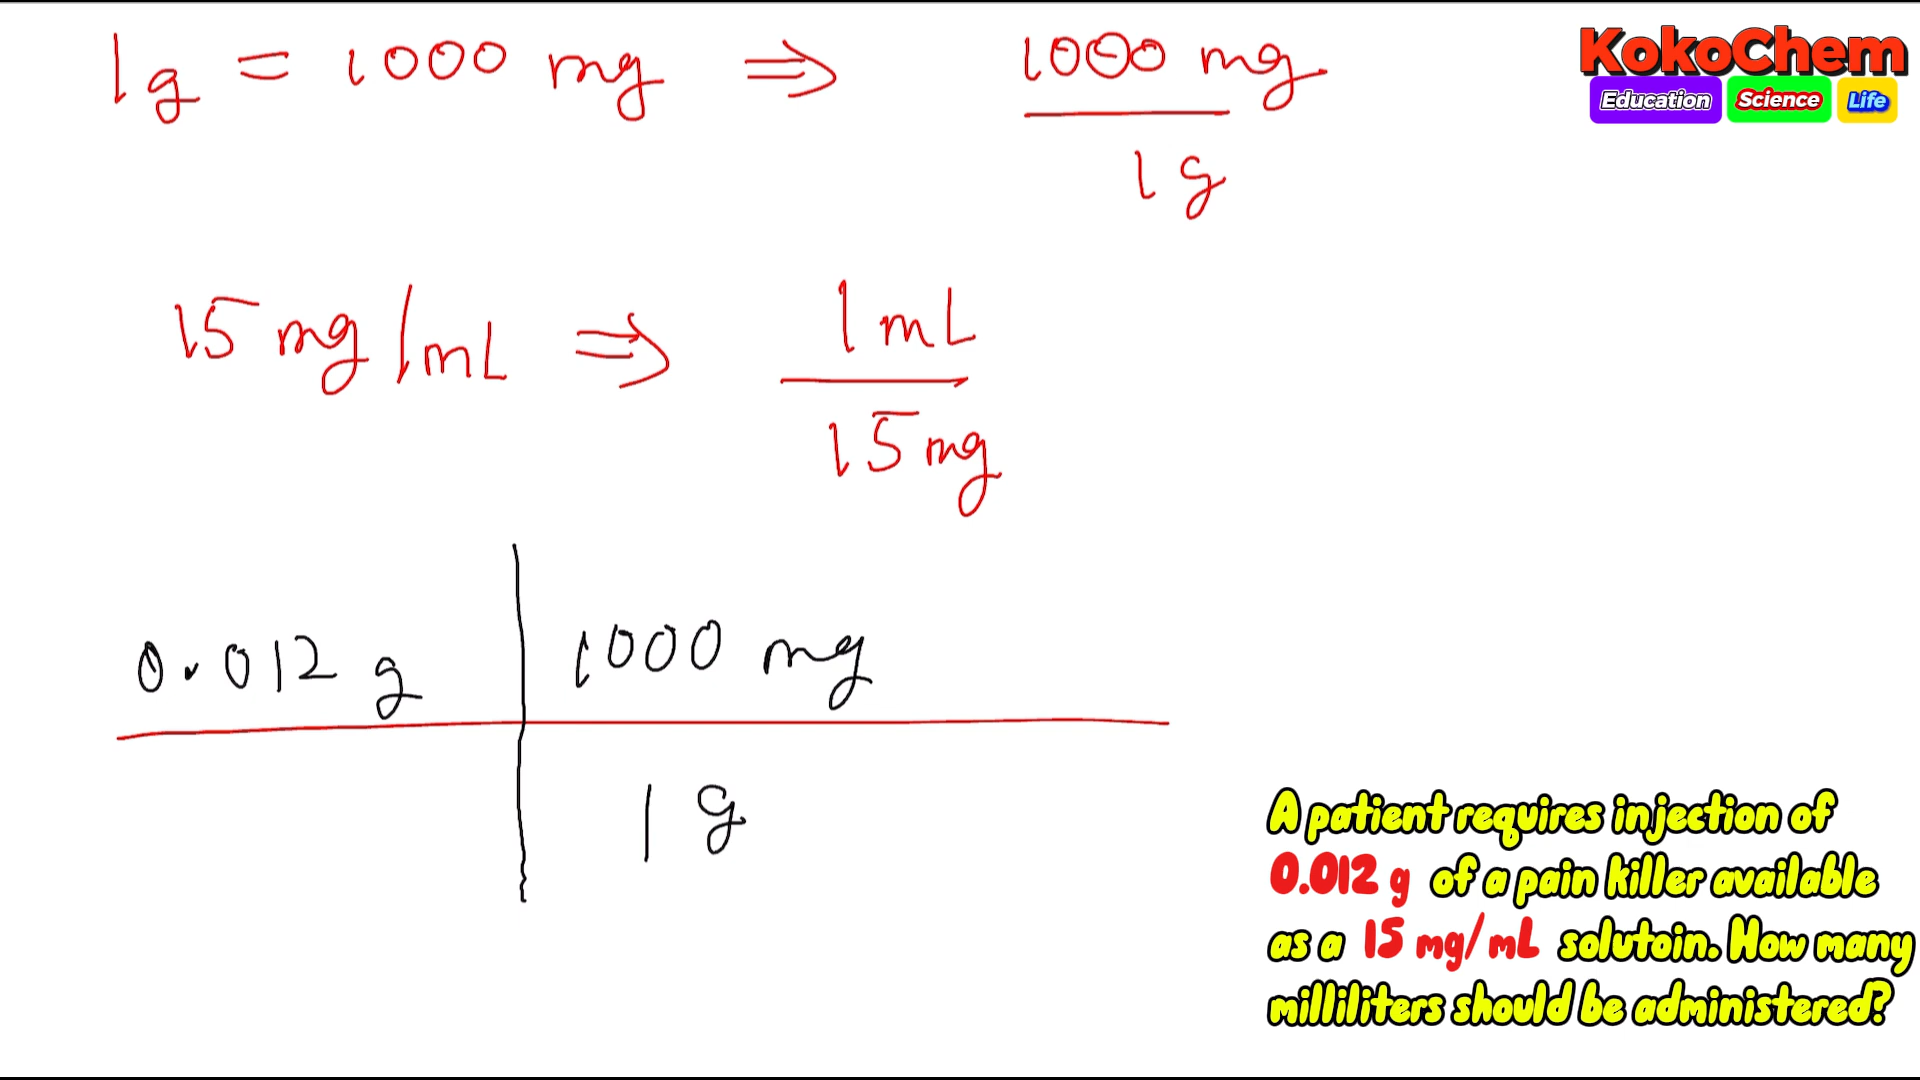 1 g = 1000 mg ⇒ 1000 mg
1 g
KokoChem
Education Science Life
15 mg/mL ⇒ 1 mL
15 mg
0.012 g | 1000 mg
1 g
A patient requires injection of
0.012 g of a pain killer available
as a 15 mg/mL solutoin. How many
milliliters should be administered?